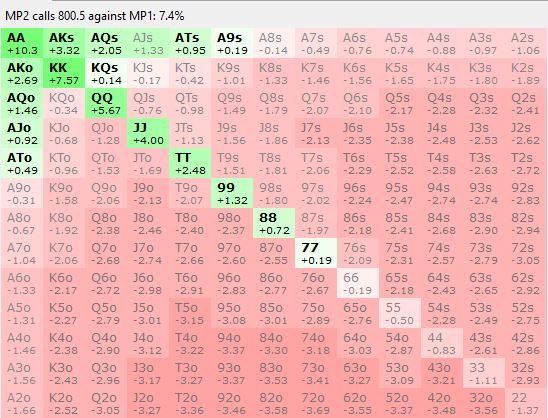 MP2 calls 800.5 against MP1: 7.4%
AA AKs AQs AJs ATs A9s A8s A7s A6s A5s A4s A3s A2s
+10.3 +3.32 +2.05 +1.33 +0.95 +0.19 -0.14 -0.49 -0.76 -0.74 -0.88 -0.97 -1.06
AKo KK KQs KJs KTs K9s K8s K7s K6s K5s K4s K3s K2s
+2.69 +7.57 +0.14 -0.17 -0.42 -1.01 -1.33 -1.46 -1.56 -1.65 -1.75 -1.80 -1.89
AQo KQo QQ QJs QTs Q9s Q8s Q7s Q6s Q5s Q4s Q3s Q2s
+1.46 -0.34 +5.67 -0.76 -0.98 -1.49 -1.79 -2.07 -2.10 -2.17 -2.28 -2.32 -2.41
AJo KJo QJo JJ JTs J9s J8s J7s J6s J5s J4s J3s J2s
+0.92 -0.68 -1.28 +4.00 -1.13 -1.56 -1.86 -2.13 -2.35 -2.38 -2.48 -2.53 -2.62
ATo KTo QTo JTo TT T9s T8s T7s T6s T5s T4s T3s T2s
+0.49 -0.96 -1.53 -1.69 +2.48 -1.51 -1.81 -2.06 -2.29 -2.52 -2.58 -2.63 -2.72
A9o K9o Q9o J9o T9o 99 98s 97s 96s 95s 94s 93s 92s
-0.31 -1.58 -2.06 -2.13 -2.07 +1.32 -1.80 -2.02 -2.24 -2.47 -2.74 -2.74 -2.83
A8o K8o Q8o J8o T8o 98o 88 87s 86s 85s 84s 83s 82s
-0.67 -1.92 -2.38 -2.46 -2.40 -2.37 +0.72 -1.97 -2.18 -2.41 -2.68 -2.90 -2.94
A7o K7o Q7o J7o T7o 97o 87o 77 76s 75s 74s 73s 72s
-1.04 -2.06 -2.68 -2.74 -2.66 -2.60 -2.55 +0.19 -2.09 -2.31 -2.57 -2.79 -3.05
A6o K6o Q6o J6o T6o 96o 86o 76o 66 65s 64s 63s 62s
-1.33 -2.17 -2.72 -2.98 -2.91 -2.83 -2.77 -2.67 -0.19 -2.18 -2.43 -2.65 -2.92
A5o K5o Q5o J5o T5o 95o 85o 75o 65o 55 54s 53s 52s
-1.31 -2.27 -2.79 -3.01 -3.15 -3.08 -3.01 -2.89 -2.76 -0.50 -2.28 -2.49 -2.75
A4o K4o Q4o J4o T4o 94o 84o 74o 64o 54o 44 43s 42s
-1.46 -2.38 -2.90 -3.12 -3.22 -3.37 -3.30 -3.18 -3.03 -2.87 -0.83 -2.61 -2.86
A3o K3o Q3o J3o T3o 93o 83o 73o 63o 53o 43o 33 32s
-1.56 -2.43 -2.96 -3.17 -3.27 -3.37 -3.53 -3.41 -3.27 -3.09 -3.21 -1.11 -2.93
A2o K2o Q2o J2o T2o 92o 82o 72o 62o 52o 42o 32o 22
-1.66 -2.52 -3.05 -3.27 -3.36 -3.46 -3.58 -3.69 -3.55 -3.37 -3.48 -3.56 -1.37